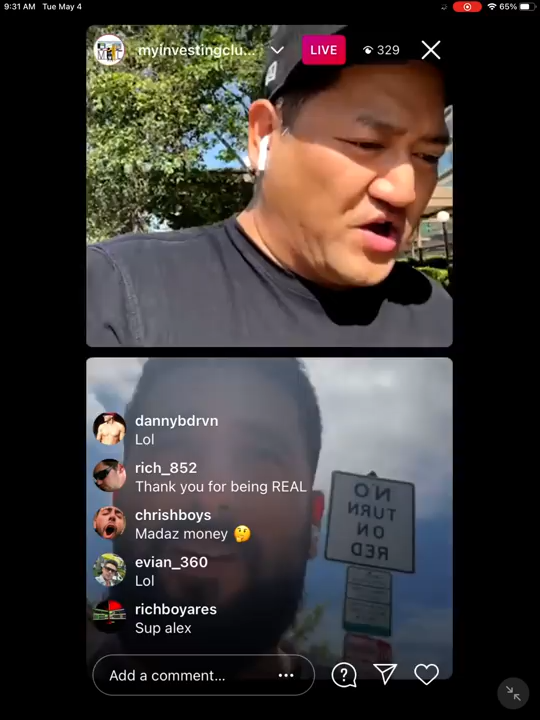 9:31 AM Tue May 4
65%
myinvestingclu...
LIVE
329
dannybdrvn
Lol
rich_852
Thank you for being REAL
chrishboys
Madaz money 🤔
evian_360
Lol
richboyares
Sup alex
NO
TURN
ON
RED
Add a comment...